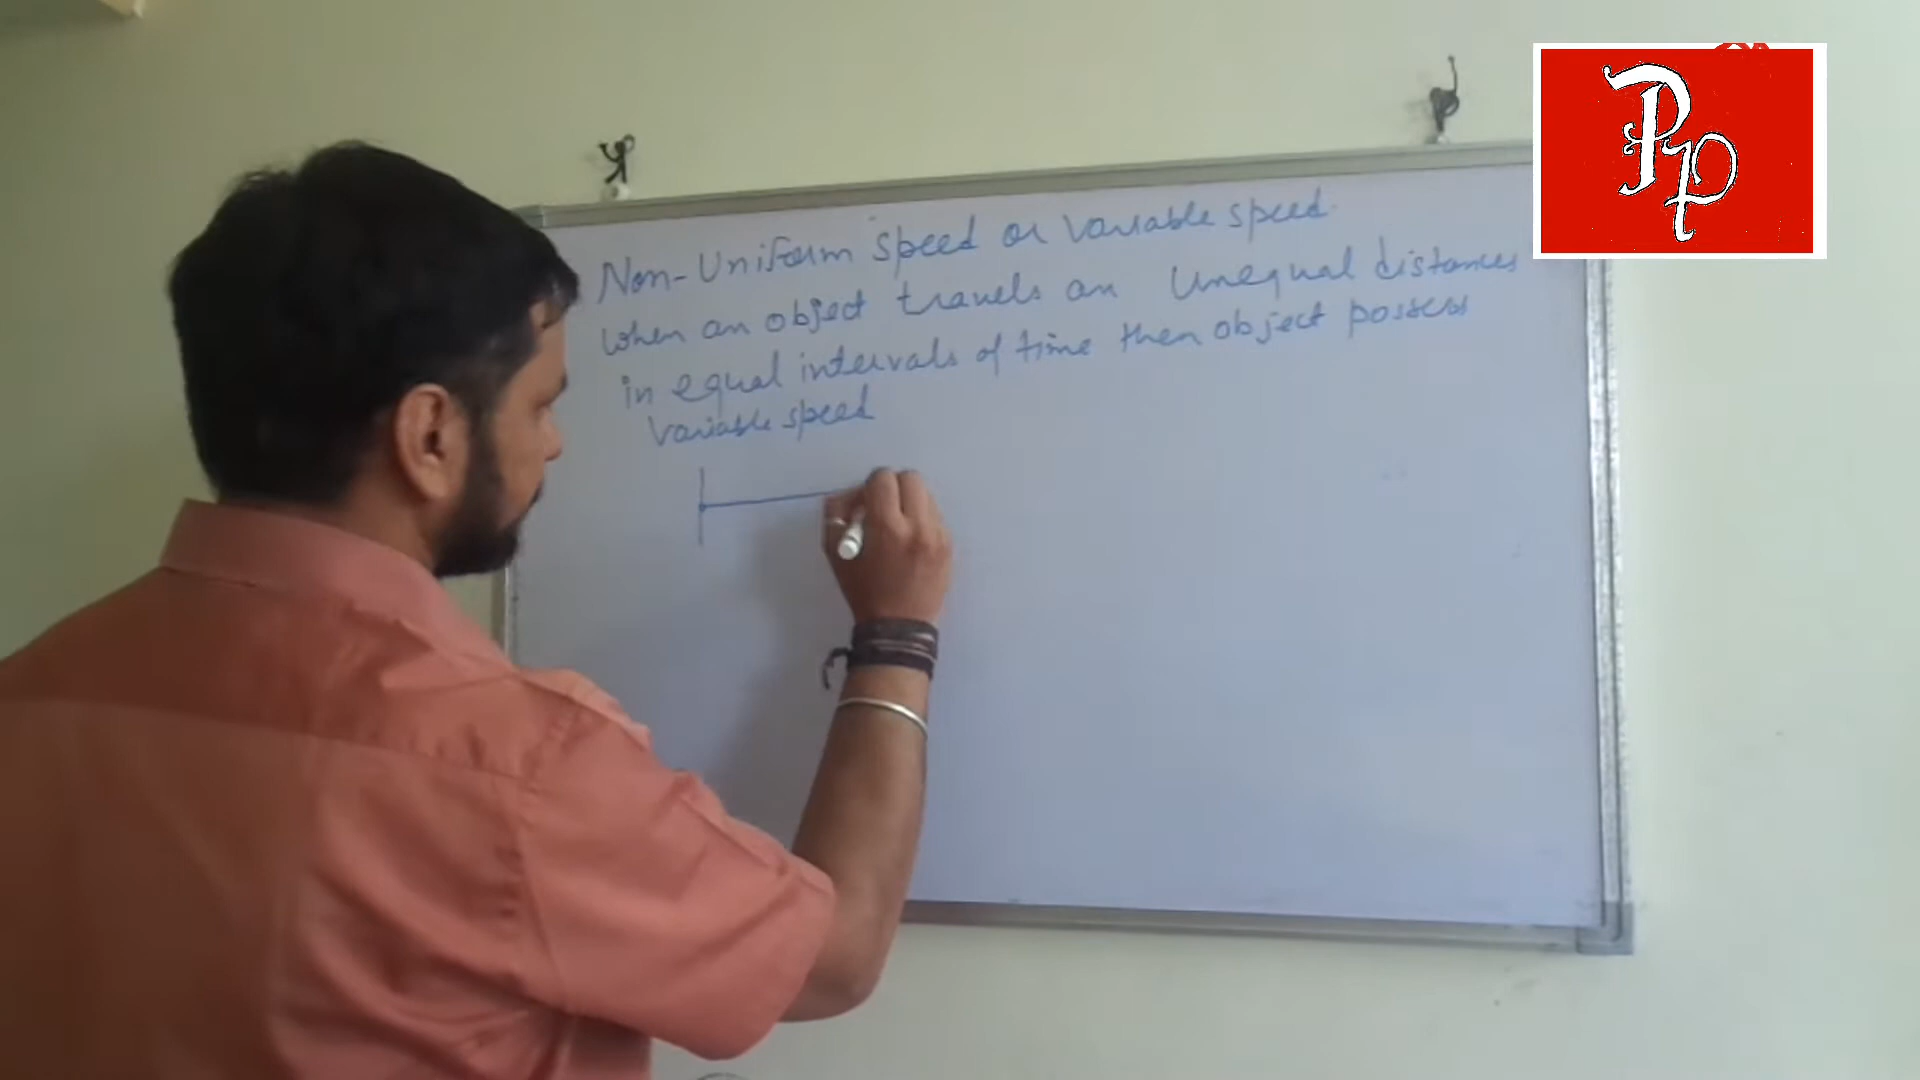 Non-Uniform speed or variable speed.
when an object travels an unequal distances
in equal intervals of time then object possess
variable speed
PP